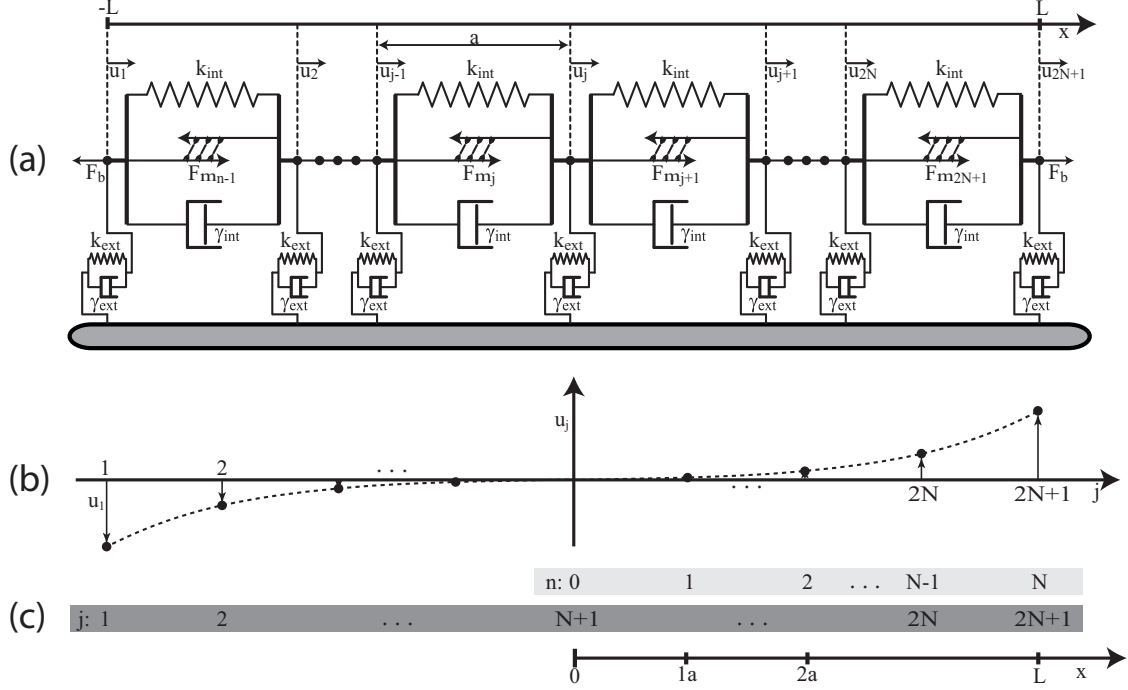 -L L
x
a
u1 u2 uj-1 uj uj+1 u2N u2N+1
kint kint kint kint
(a)
Fb Fmn-1 Fmj Fmj+1 Fm2N+1 Fb
γint γint γint γint
kext kext kext kext kext kext kext
γext γext γext γext γext γext γext
uj
(b)
1 2 . . .
u1 . . . 2N 2N+1 j
n: 0 1 2 . . . N-1 N
(c)
j: 1 2 . . . N+1 . . . 2N 2N+1
0 1a 2a L x